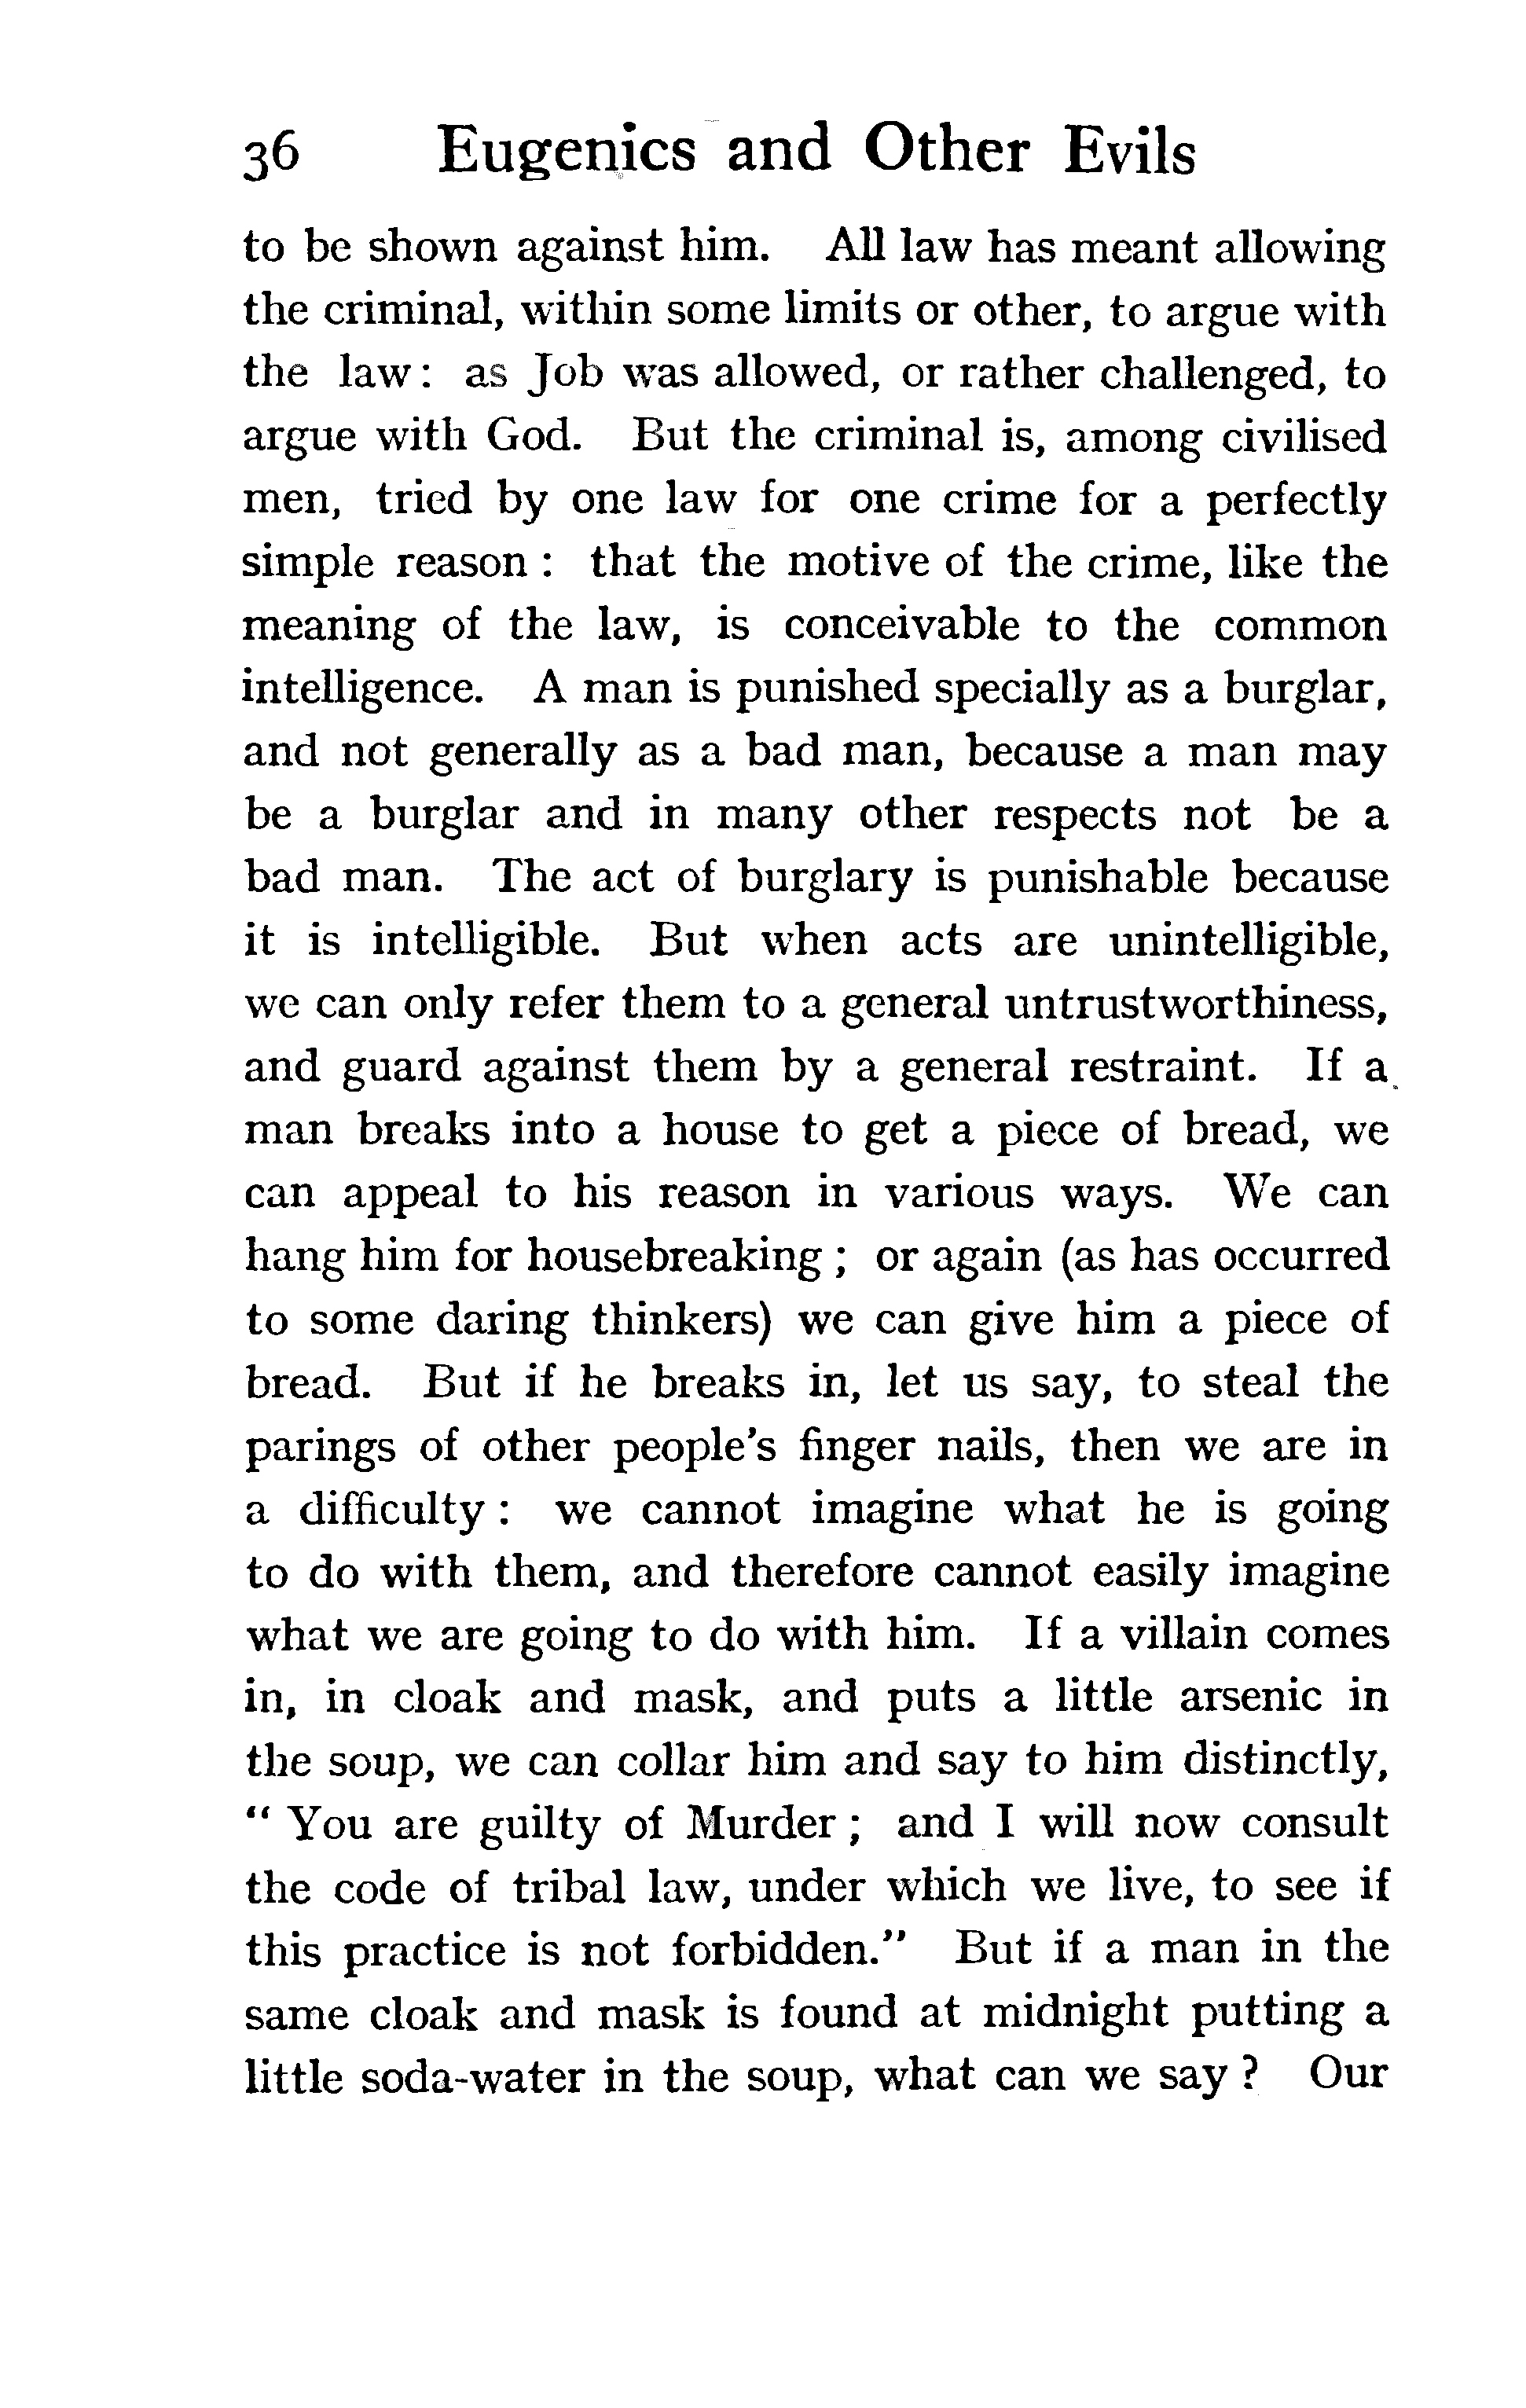 36 Eugenics and Other Evils
to be shown against him. All law has meant allowing
the criminal, within some limits or other, to argue with
the law: as Job was allowed, or rather challenged, to
argue with God. But the criminal is, among civilised
men, tried by one law for one crime for a perfectly
simple reason : that the motive of the crime, like the
meaning of the law, is conceivable to the common
intelligence. A man is punished specially as a burglar,
and not generally as a bad man, because a man may
be a burglar and in many other respects not be a
bad man. The act of burglary is punishable because
it is intelligible. But when acts are unintelligible,
we can only refer them to a general untrustworthiness,
and guard against them by a general restraint. If a
man breaks into a house to get a piece of bread, we
can appeal to his reason in various ways. We can
hang him for housebreaking ; or again (as has occurred
to some daring thinkers) we can give him a piece of
bread. But if he breaks in, let us say, to steal the
parings of other people's finger nails, then we are in
a difficulty : we cannot imagine what he is going
to do with them, and therefore cannot easily imagine
what we are going to do with him. If a villain comes
in, in cloak and mask, and puts a little arsenic in
the soup, we can collar him and say to him distinctly,
“ You are guilty of Murder ; and I will now consult
the code of tribal law, under which we live, to see if
this practice is not forbidden.” But if a man in the
same cloak and mask is found at midnight putting a
little soda-water in the soup, what can we say ? Our